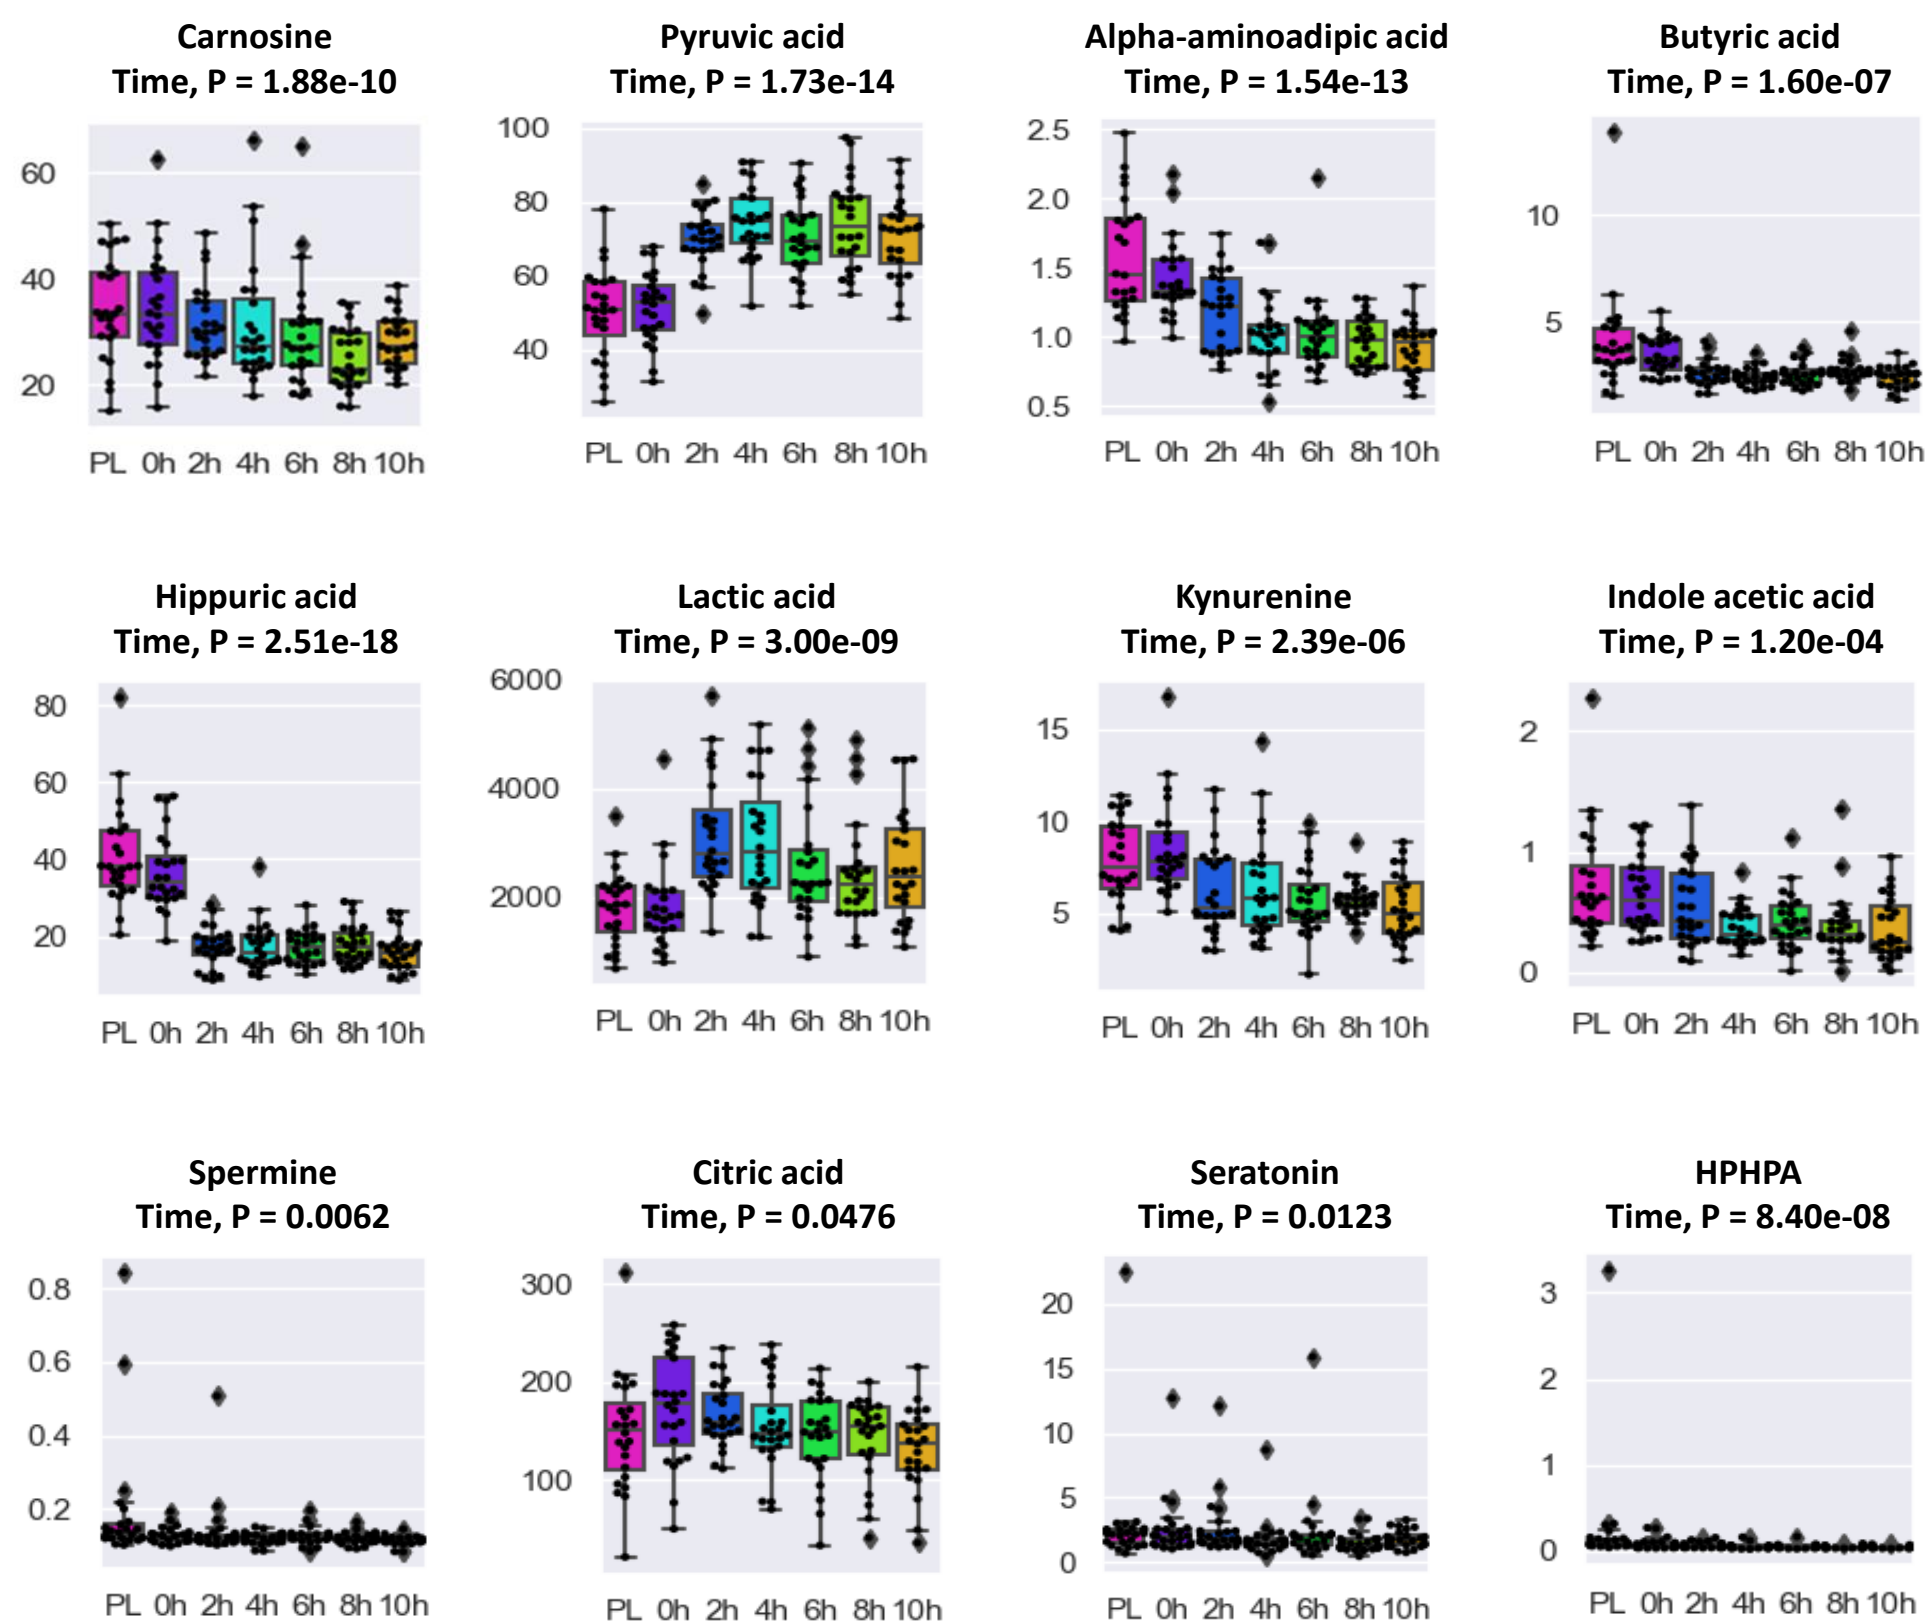 Carnosine
Time, P = 1.88e-10
60
40
20
PL 0h 2h 4h 6h 8h 10h
Pyruvic acid
Time, P = 1.73e-14
100
80
60
40
PL 0h 2h 4h 6h 8h 10h
Alpha-aminoadipic acid
Time, P = 1.54e-13
2.5
2.0
1.5
1.0
0.5
PL 0h 2h 4h 6h 8h 10h
Butyric acid
Time, P = 1.60e-07
10
5
PL 0h 2h 4h 6h 8h 10h
Hippuric acid
Time, P = 2.51e-18
80
60
40
20
PL 0h 2h 4h 6h 8h 10h
Lactic acid
Time, P = 3.00e-09
6000
4000
2000
PL 0h 2h 4h 6h 8h 10h
Kynurenine
Time, P = 2.39e-06
15
10
5
PL 0h 2h 4h 6h 8h 10h
Indole acetic acid
Time, P = 1.20e-04
2
1
0
PL 0h 2h 4h 6h 8h 10h
Spermine
Time, P = 0.0062
0.8
0.6
0.4
0.2
PL 0h 2h 4h 6h 8h 10h
Citric acid
Time, P = 0.0476
300
200
100
PL 0h 2h 4h 6h 8h 10h
Seratonin
Time, P = 0.0123
20
15
10
5
0
PL 0h 2h 4h 6h 8h 10h
HPHPA
Time, P = 8.40e-08
3
2
1
0
PL 0h 2h 4h 6h 8h 10h